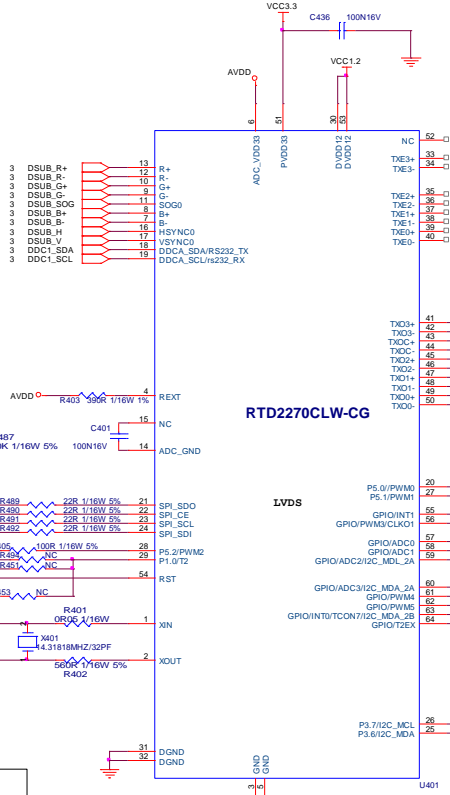 VCC3.3
C436 100N16V
VCC1.2
AVDD
6
51
30
53
ADC_VDD33
PVDD33
DVDD12
DVDD12
NC 52
TXE3+ 33
TXE3- 34
TXE2+ 35
TXE2- 36
TXE1+ 37
TXE1- 38
TXE0+ 39
TXE0- 40
3 DSUB_R+ 13 R+
3 DSUB_R- 12 R-
3 DSUB_G+ 10 G+
3 DSUB_G- 9 G-
3 DSUB_SOG 11 SOG0
3 DSUB_B+ 8 B+
3 DSUB_B- 7 B-
3 DSUB_H 16 HSYNC0
3 DSUB_V 17 VSYNC0
3 DDC1_SDA 18 DDCA_SDA/RS232_TX
3 DDC1_SCL 19 DDCA_SCL/rs232_RX
TXO3+ 41
TXO3- 42
TXOC+ 43
TXOC- 44
TXO2+ 45
TXO2- 46
TXO1+ 47
TXO1- 48
TXO0+ 49
TXO0- 50
AVDD
R403 390R 1/16W 1%
4 REXT
RTD2270CLW-CG
487
0K 1/16W 5%
C401
100N16V
15 NC
14 ADC_GND
LVDS
P5.0//PWM0 20
P5.1/PWM1 27
GPIO/INT1 55
GPIO/PWM3/CLKO1 56
GPIO/ADC0 57
GPIO/ADC1 58
GPIO/ADC2/I2C_MDL_2A 59
GPIO/ADC3/I2C_MDA_2A 60
GPIO/PWM4 61
GPIO/PWM5 62
GPIO/INT0/TCON7/I2C_MDA_2B 63
GPIO/T2EX 64
R489 22R 1/16W 5% 21 SPI_SDO
R490 22R 1/16W 5% 22 SPI_CE
R491 22R 1/16W 5% 23 SPI_SCL
R492 22R 1/16W 5% 24 SPI_SDI
405 100R 1/16W 5% 28 P5.2/PWM2
R494 NC 29 P1.0/T2
R451 NC
54 RST
453 NC
R401
0R05 1/16W
1 XIN
2
X401
14.31818MHZ/32PF
1
560R 1/16W 5%
R402
2 XOUT
P3.7/I2C_MCL 26
P3.6/I2C_MDA 25
31 DGND
32 DGND
GND
GND
3
5
U401